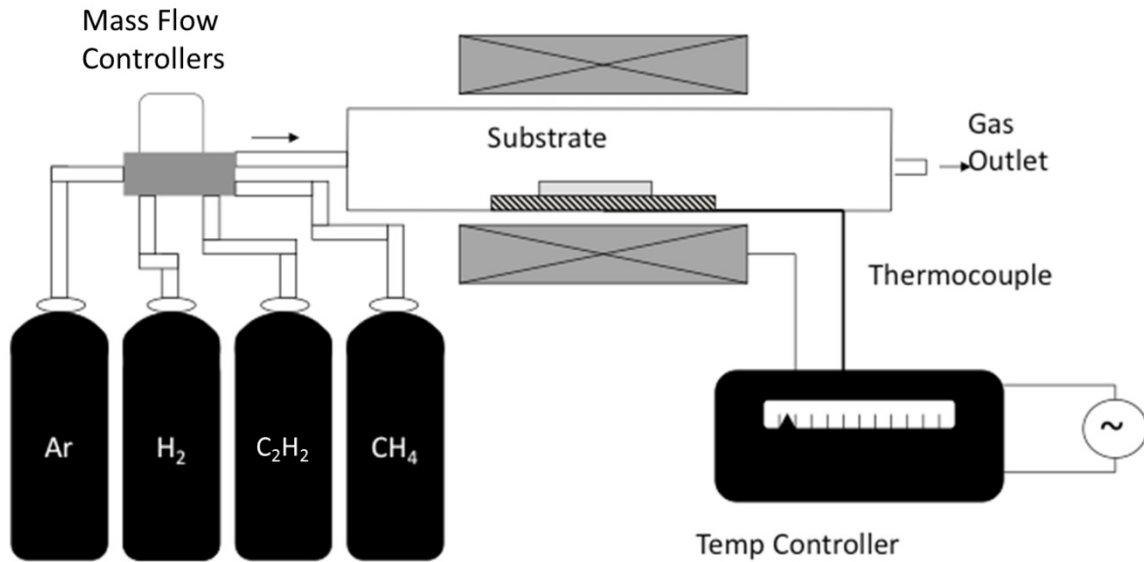 Mass Flow
Controllers
Substrate
Gas
Outlet
Thermocouple
Ar
H₂
C₂H₂
CH₄
~
Temp Controller